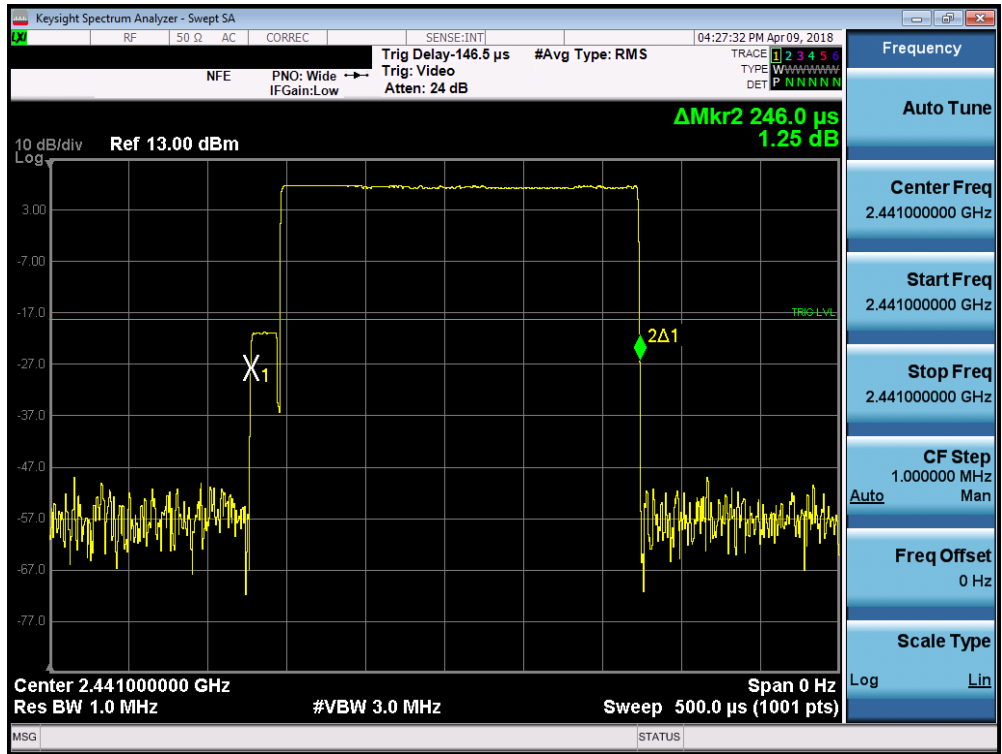 Keysight Spectrum Analyzer - Swept SA
LXI RF 50 Ω AC CORREC SENSE:INT 04:27:32 PM Apr 09, 2018
Trig Delay-146.5 µs #Avg Type: RMS TRACE 1 2 3 4 5 6
NFE PNO: Wide Trig: Video TYPE WWWWWW
IFGain:Low Atten: 24 dB DET P N N N N N
ΔMkr2 246.0 µs
1.25 dB
10 dB/div Ref 13.00 dBm
Log
3.00
-7.00
-17.0
TRIG LVL
2Δ1
-27.0
1
-37.0
-47.0
-57.0
-67.0
-77.0
Center 2.441000000 GHz Span 0 Hz
Res BW 1.0 MHz #VBW 3.0 MHz Sweep 500.0 µs (1001 pts)
MSG STATUS
Frequency
Auto Tune
Center Freq
2.441000000 GHz
Start Freq
2.441000000 GHz
Stop Freq
2.441000000 GHz
CF Step
1.000000 MHz
Auto Man
Freq Offset
0 Hz
Scale Type
Log Lin